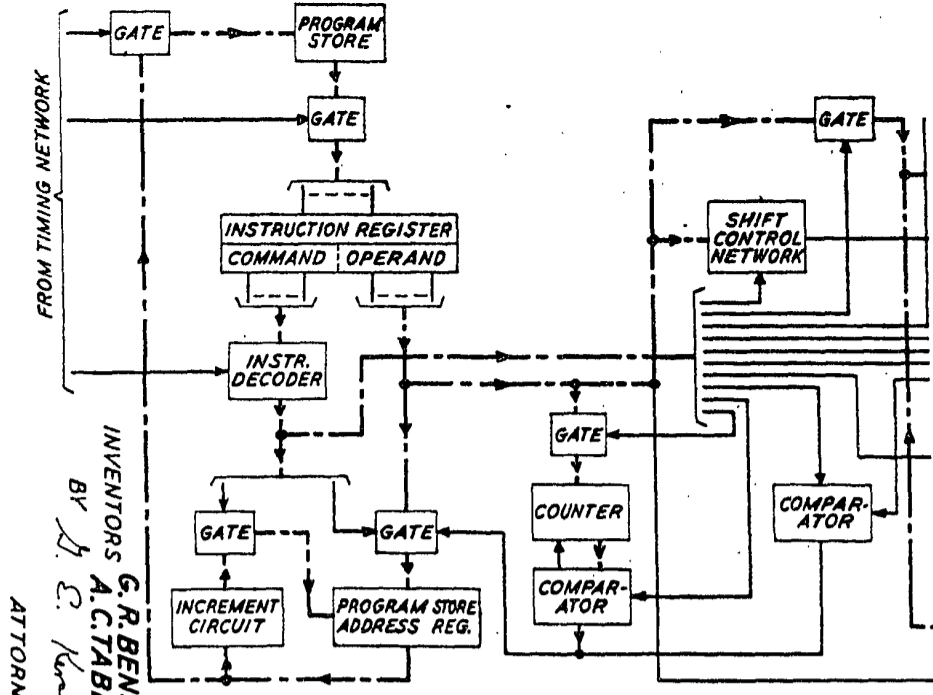 FROM TIMING NETWORK
GATE
PROGRAM
STORE
GATE
INSTRUCTION REGISTER
COMMAND
OPERAND
INSTR.
DECODER
GATE
INCREMENT
CIRCUIT
GATE
PROGRAM STORE
ADDRESS REG.
GATE
COUNTER
COMPAR-
ATOR
GATE
SHIFT
CONTROL
NETWORK
COMPAR-
ATOR
INVENTORS
G.R.BEN
A.C.TAB
BY G. E.
ATTORN